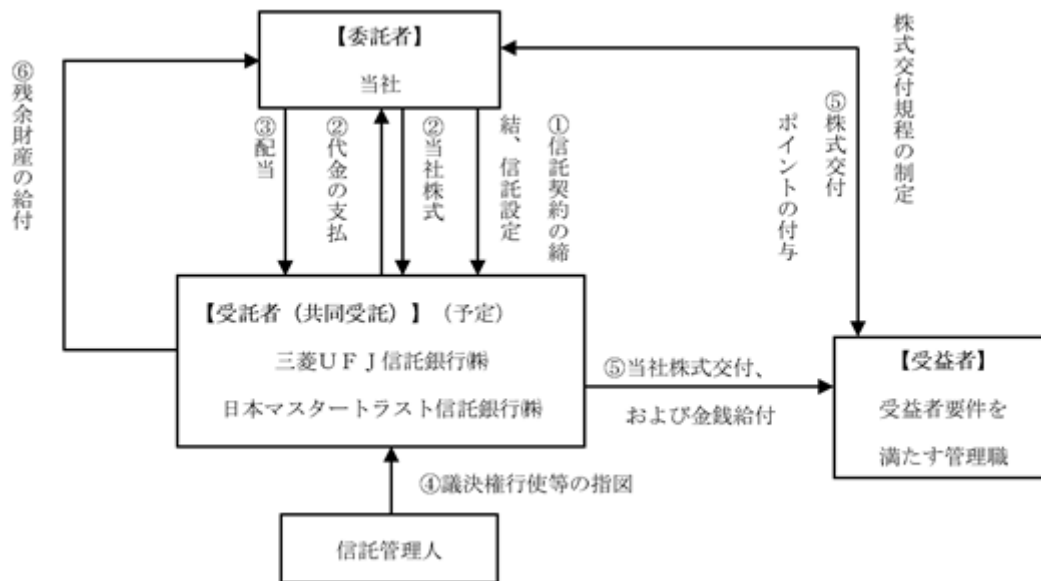 【委託者】
当社
⑥残余財産の給付
③配当
②代金の支払
②当社株式
①信託契約の締
結、信託設定
株式交付規程の制定
⑤株式交付
ポイントの付与
【受託者（共同受託）】（予定）
三菱ＵＦＪ信託銀行㈱
日本マスタートラスト信託銀行㈱
⑤当社株式交付、
および金銭給付
【受益者】
受益者要件を
満たす管理職
④議決権行使等の指図
信託管理人